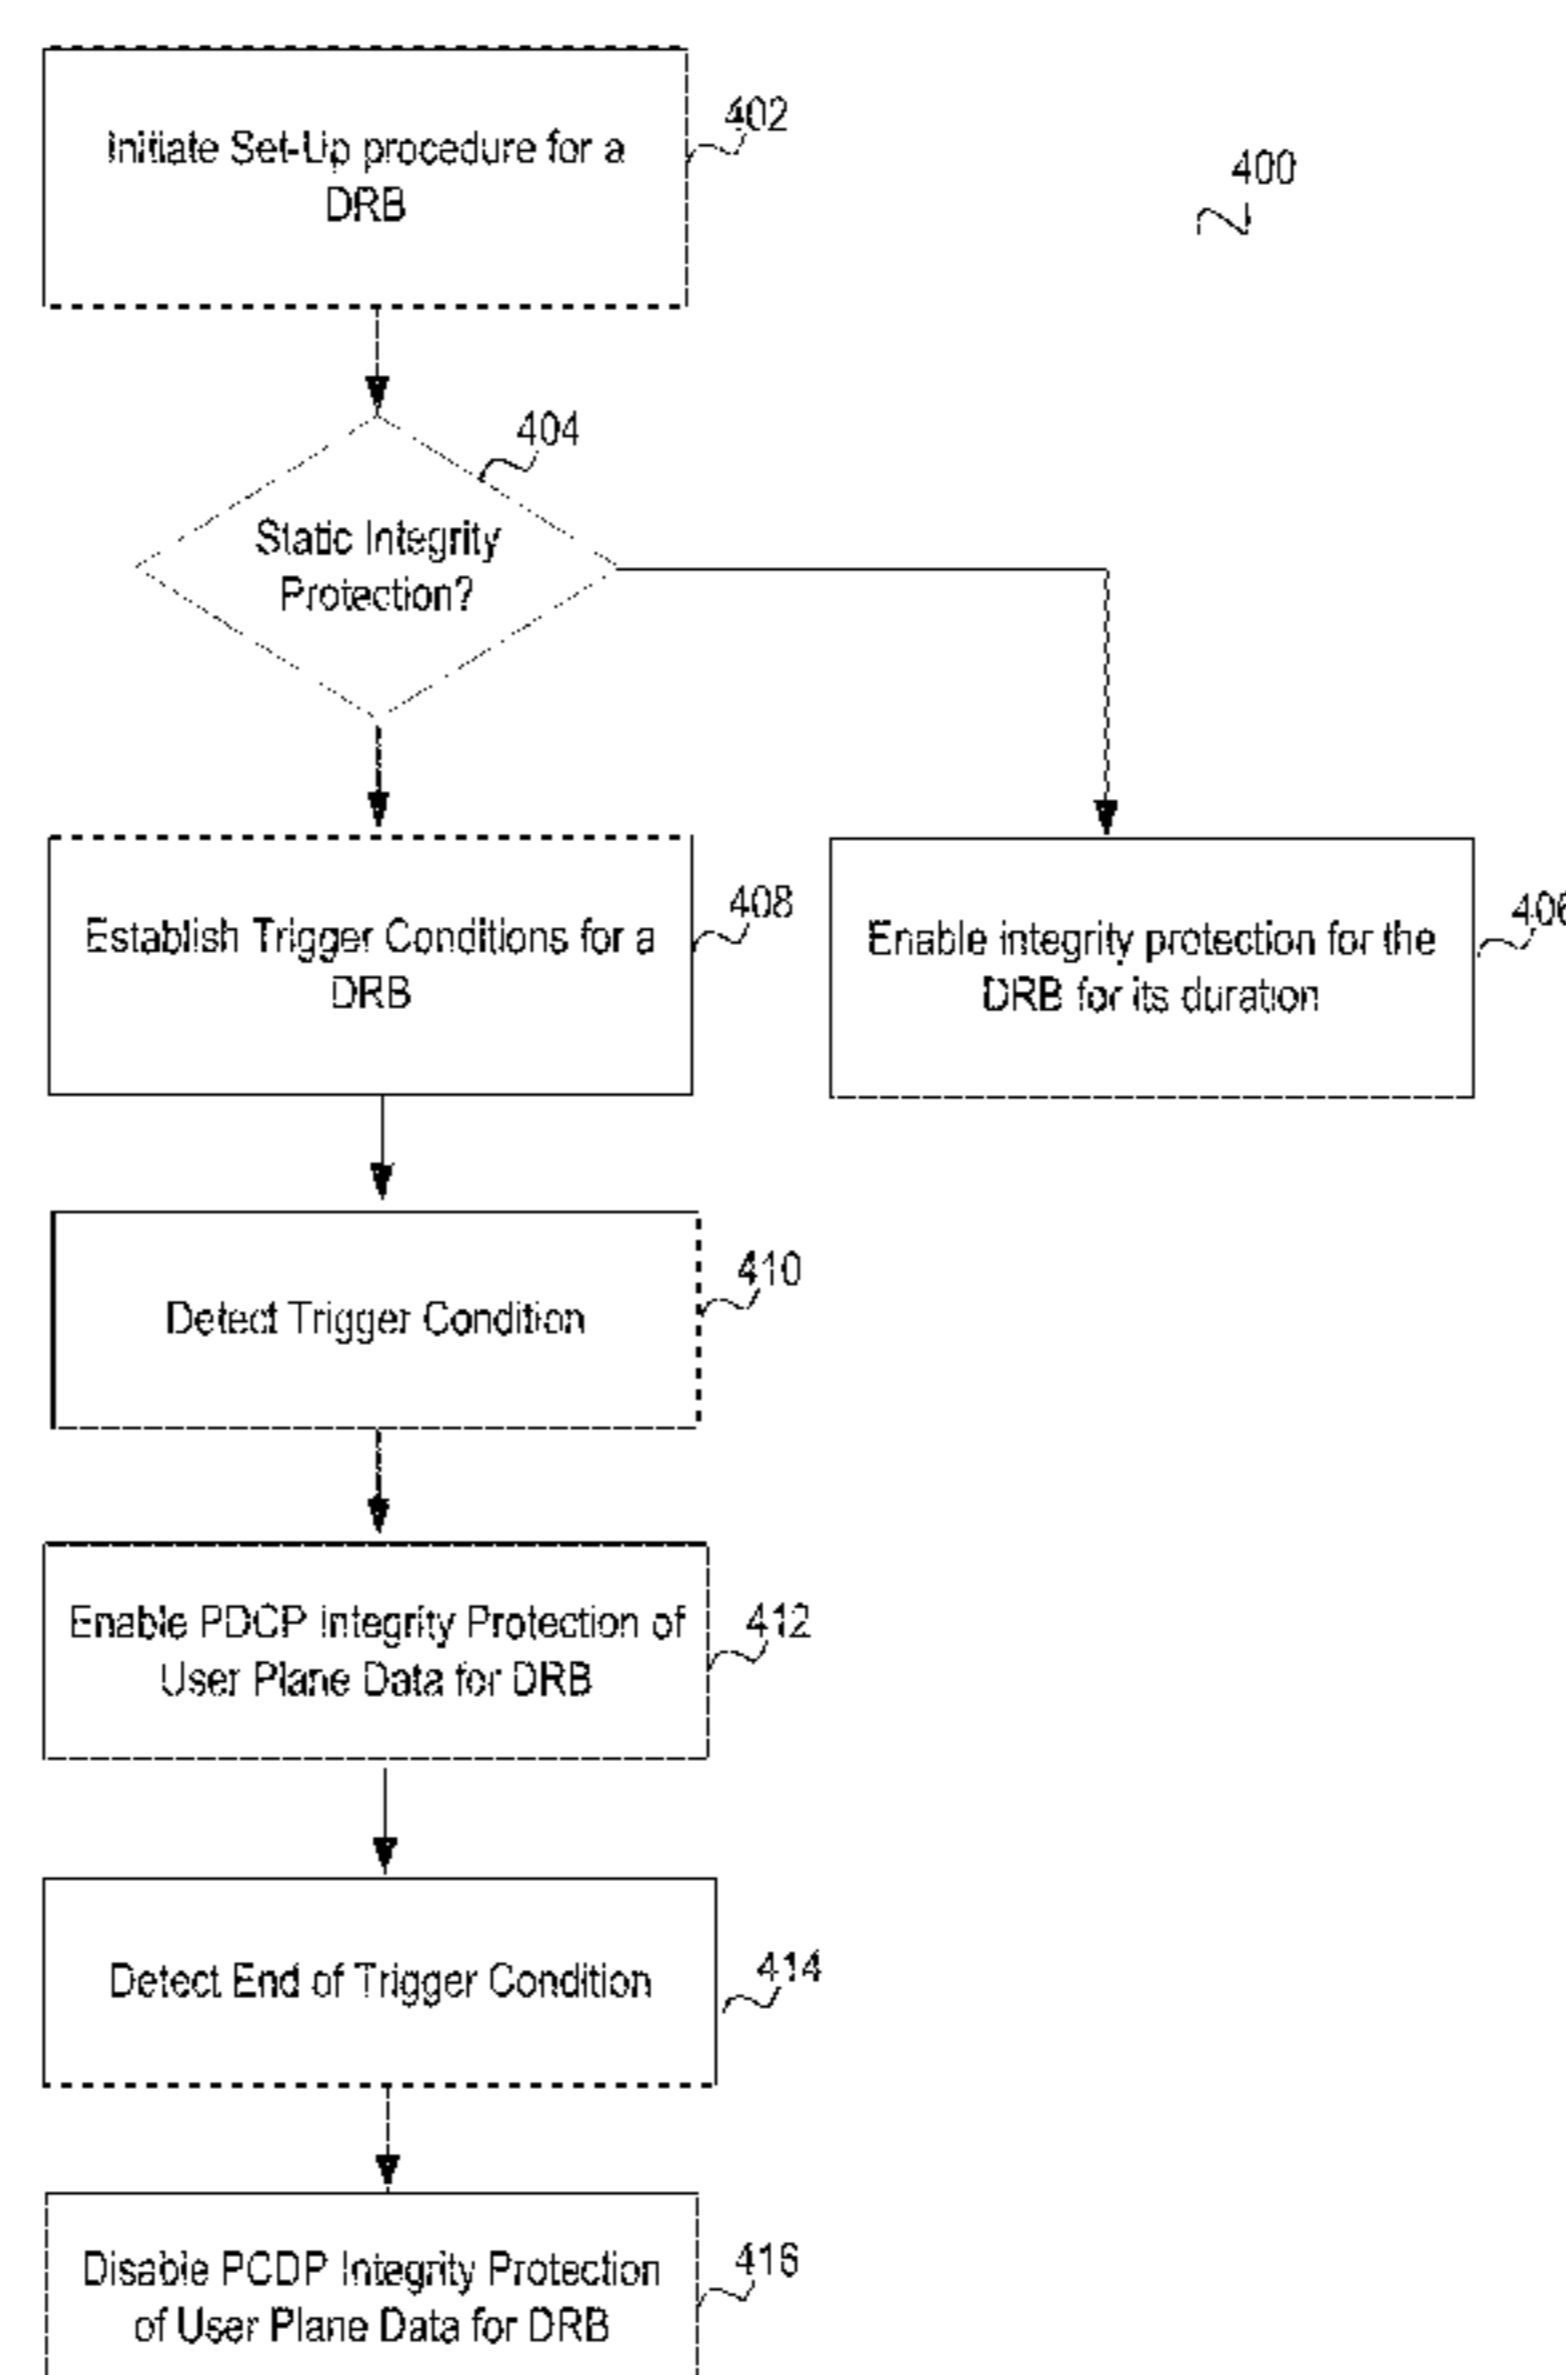 Initiate Set-Up procedure for a
DRB
402
400
404
Static Integrity
Protection?
Establish Trigger Conditions for a
DRB
408
Enable integrity protection for the
DRB for its duration
406
Detect Trigger Condition
410
Enable PDCP Integrity Protection of
User Plane Data for DRB
412
Detect End of Trigger Condition
414
Disable PCDP Integrity Protection
of User Plane Data for DRB
416